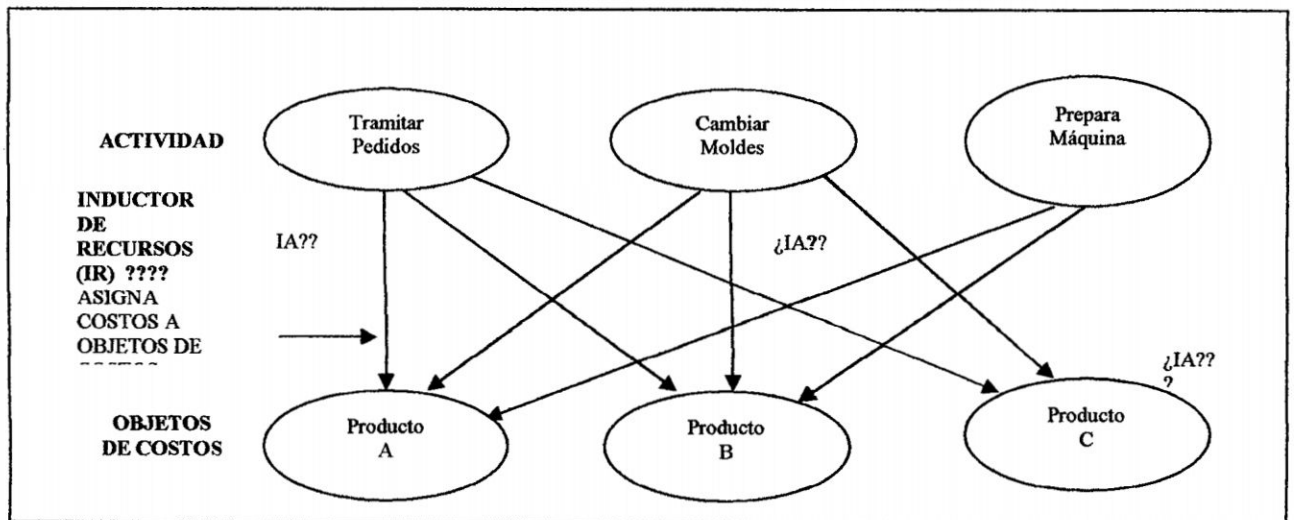 Tramitar
Pedidos
Cambiar
Moldes
Prepara
Máquina
ACTIVIDAD
INDUCTOR
DE
RECURSOS
(IR) ????
ASIGNA
COSTOS A
OBJETOS DE
IA??
¿IA??
¿IA??
?
OBJETOS
DE COSTOS
Producto
A
Producto
B
Producto
C